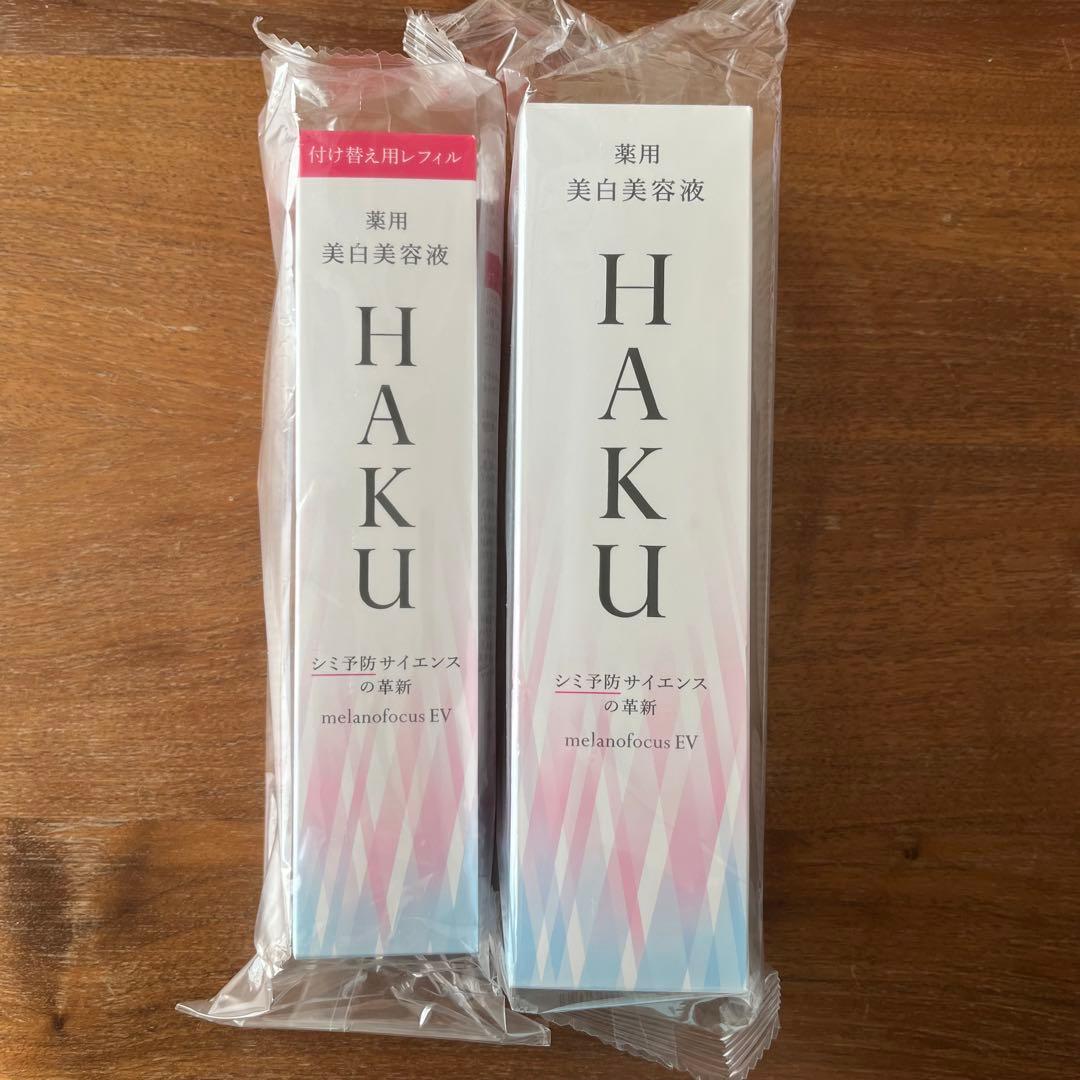 付け替え用レフィル
薬用
美白美容液
HAKU
シミ予防サイエンス
の革新
melanofocus EV
薬用
美白美容液
HAKU
シミ予防サイエンス
の革新
melanofocus EV